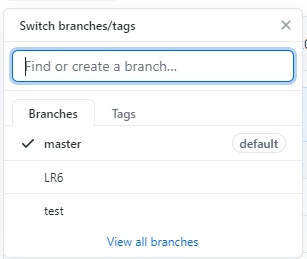 Switch branches/tags
Find or create a branch...
Branches Tags
master default
LR6
test
View all branches